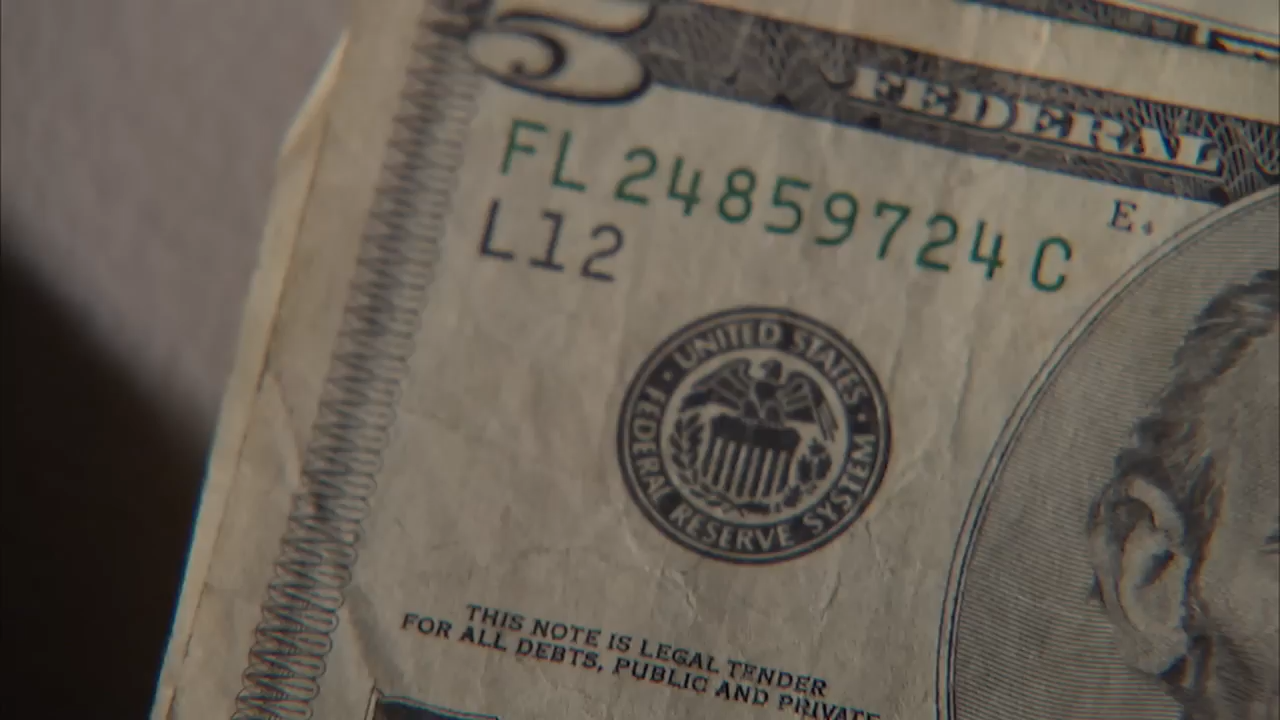 5
FEDERAL
FL 24859724 C
E.
L12
UNITED STATES
FEDERAL RESERVE SYSTEM
THIS NOTE IS LEGAL TENDER
FOR ALL DEBTS, PUBLIC AND PRIVATE